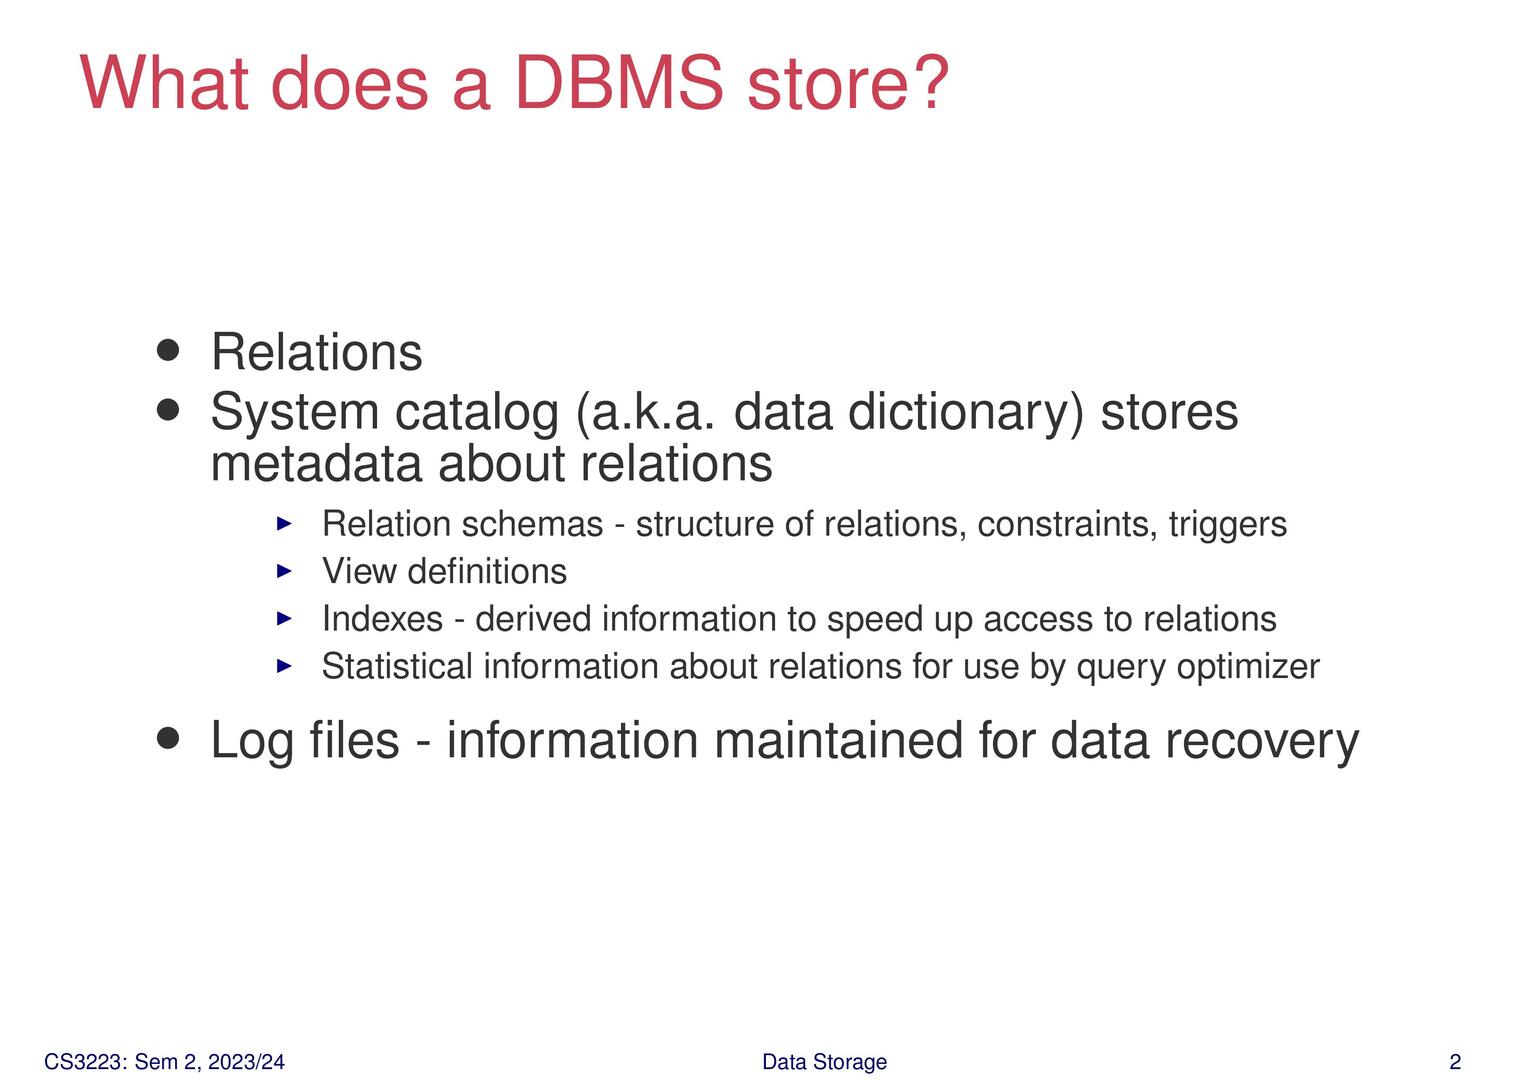 What does a DBMS store?
● Relations
● System catalog (a.k.a. data dictionary) stores
metadata about relations
► Relation schemas - structure of relations, constraints, triggers
► View definitions
► Indexes - derived information to speed up access to relations
► Statistical information about relations for use by query optimizer
● Log files - information maintained for data recovery
CS3223: Sem 2, 2023/24 Data Storage 2